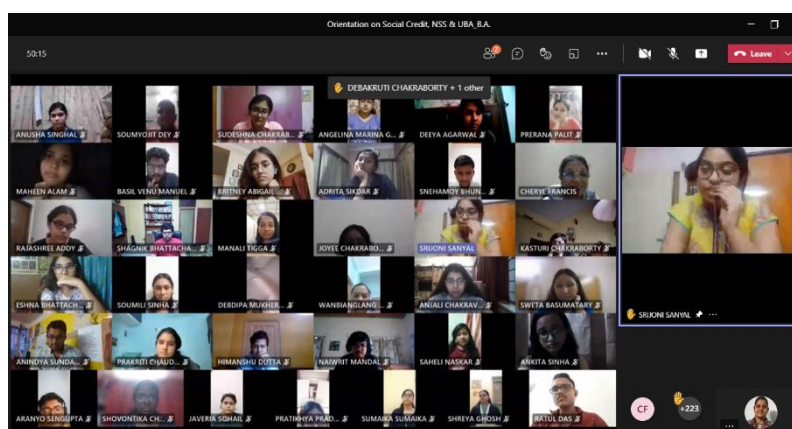 Orientation on Social Credit, NSS & UBA_B.A.
50:15
2
Leave
DEBAKRUTI CHAKRABORTY + 1 other
ANUSHA SINGHAL
SOUMYOJIT DEY
SUDESHNA CHAKRAB...
ANGELINA MARINA G...
DEEYA AGARWAL
PRERANA PALIT
MAHEEN ALAM
BASIL VENU MANUEL
BRITNEY ABIGAIL ...
ADRITA SIKDAR
SNEHAMOY BHUN...
CHERYE FRANCIS
RAJASHREE ADDY
SHAGNIK BHATTACHA...
MANALI TIGGA
JOYEE CHAKRABO...
SRIJONI SANYAL
KASTURI CHAKRABORTY
ESHNA BHATTACH...
SOUMILI SINHA
DEBDIPA MUKHER...
WANBIANGLANG ...
ANJALI CHAKRAV...
SWETA BASUMATARY
SRIJONI SANYAL
ANINDYA SUNDA...
PRAKRITI CHAUD...
HIMANSHU DUTTA
NAIWRIT MANDAL
SAHELI NASKAR
ANKITA SINHA
ARANYO SENGUPTA
SHOVONTIKA CH...
JAVERIA SOHAIL
PRATIKHYA PRAD...
SUMAIKA SUMAIKA
SHREYA GHOSH
RATUL DAS
CF
+223